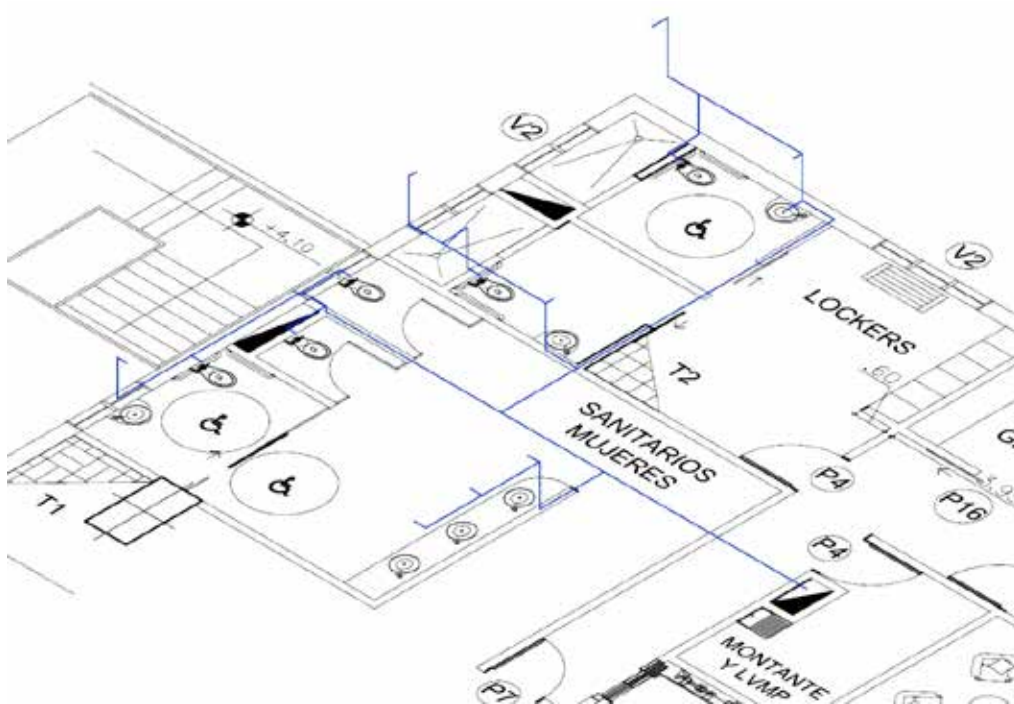 V2
+4,10
V2
LOCKERS
.60
T2
SANITARIOS
MUJERES
P4
P16
T1
P4
MONTANTE
Y LVMP
P7